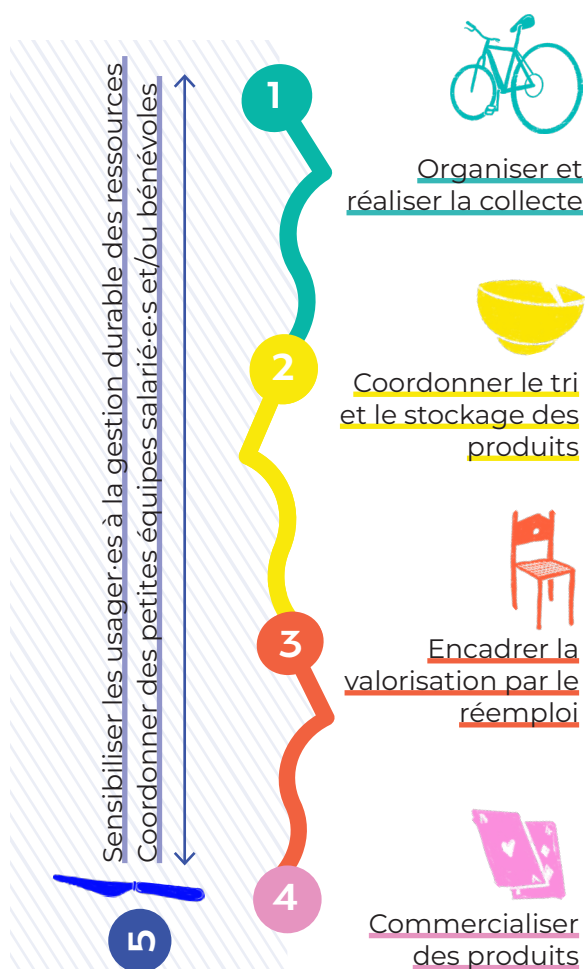 1
Organiser et
réaliser la collecte
2
Coordonner le tri
et le stockage des
produits
3
Encadrer la
valorisation par le
réemploi
4
Commercialiser
des produits
5
Sensibiliser les usager·es à la gestion durable des ressources
Coordonner des petites équipes salarié·e·s et/ou bénévoles